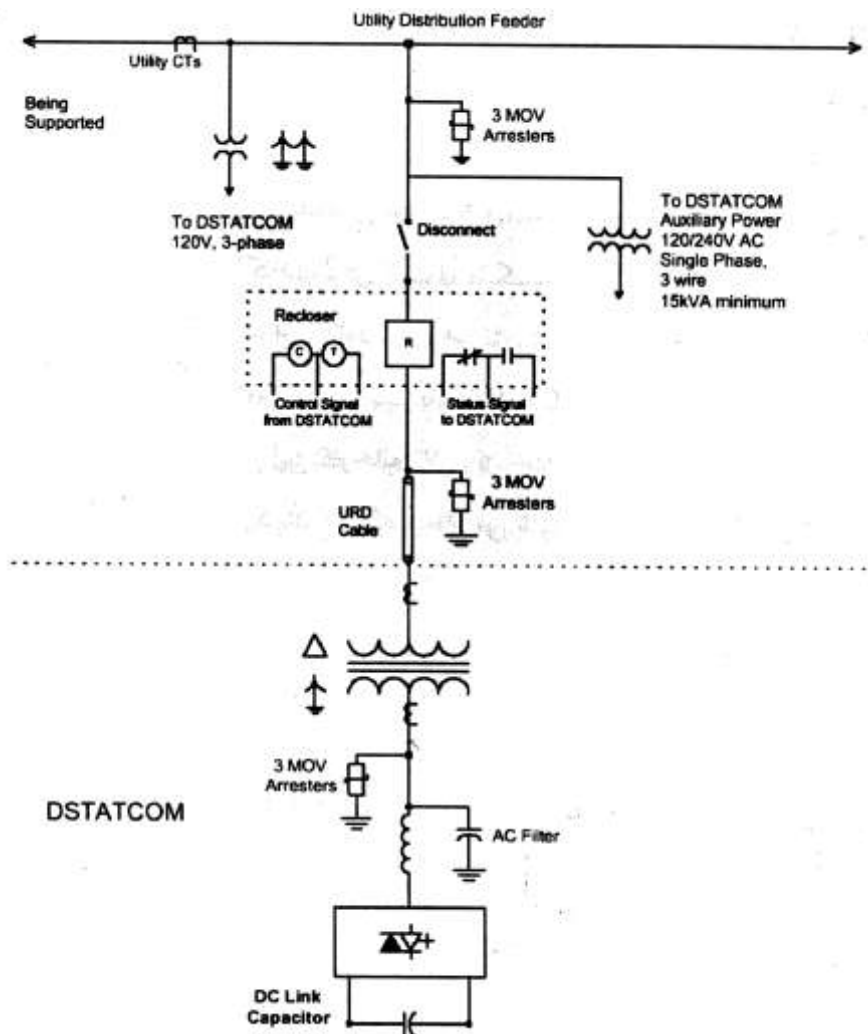 Utility Distribution Feeder
Utility CTs
Being
Supported
3 MOV
Arresters
To DSTATCOM
120V, 3-phase
Disconnect
To DSTATCOM
Auxiliary Power
120/240V AC
Single Phase,
3 wire
15kVA minimum
Recloser
C
T
R
Control Signal
from DSTATCOM
Status Signal
to DSTATCOM
URD
Cable
3 MOV
Arresters
3 MOV
Arresters
DSTATCOM
AC Filter
DC Link
Capacitor